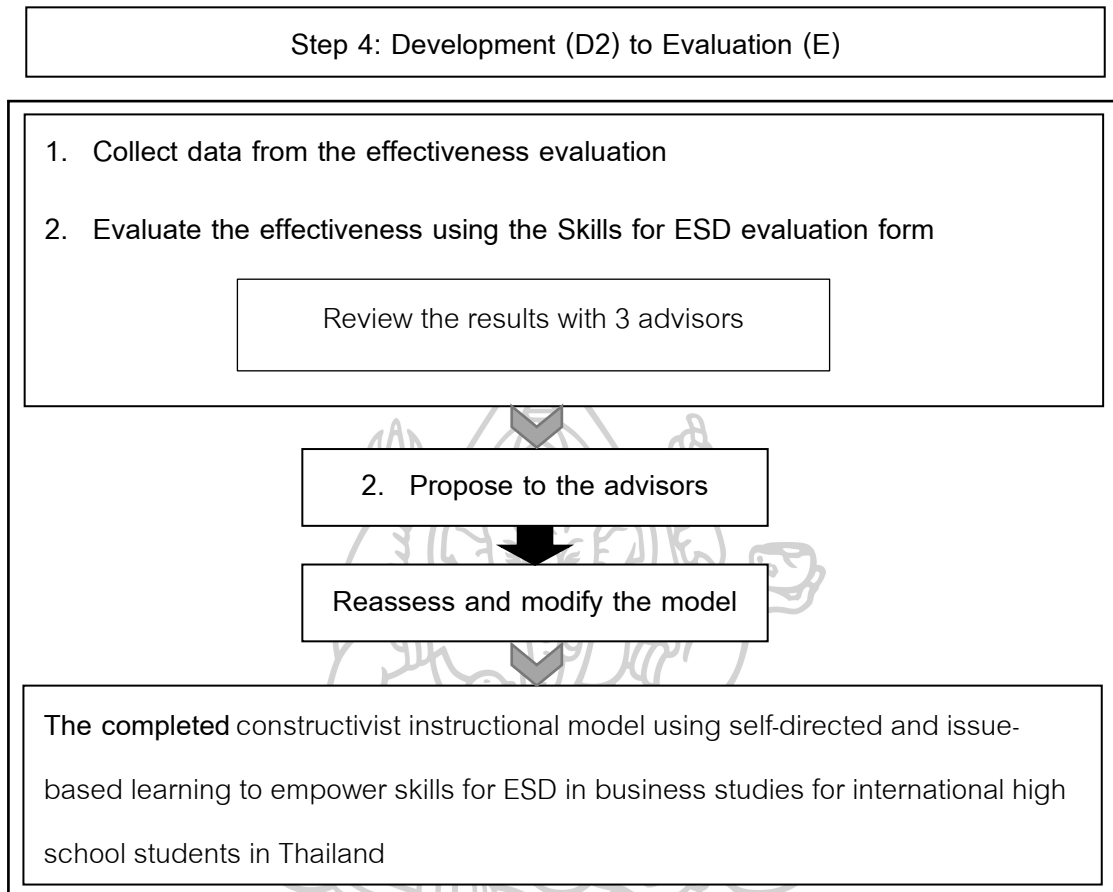 Step 4: Development (D2) to Evaluation (E)
1. Collect data from the effectiveness evaluation
2. Evaluate the effectiveness using the Skills for ESD evaluation form
Review the results with 3 advisors
2. Propose to the advisors
Reassess and modify the model
The completed constructivist instructional model using self-directed and issue-
based learning to empower skills for ESD in business studies for international high
school students in Thailand